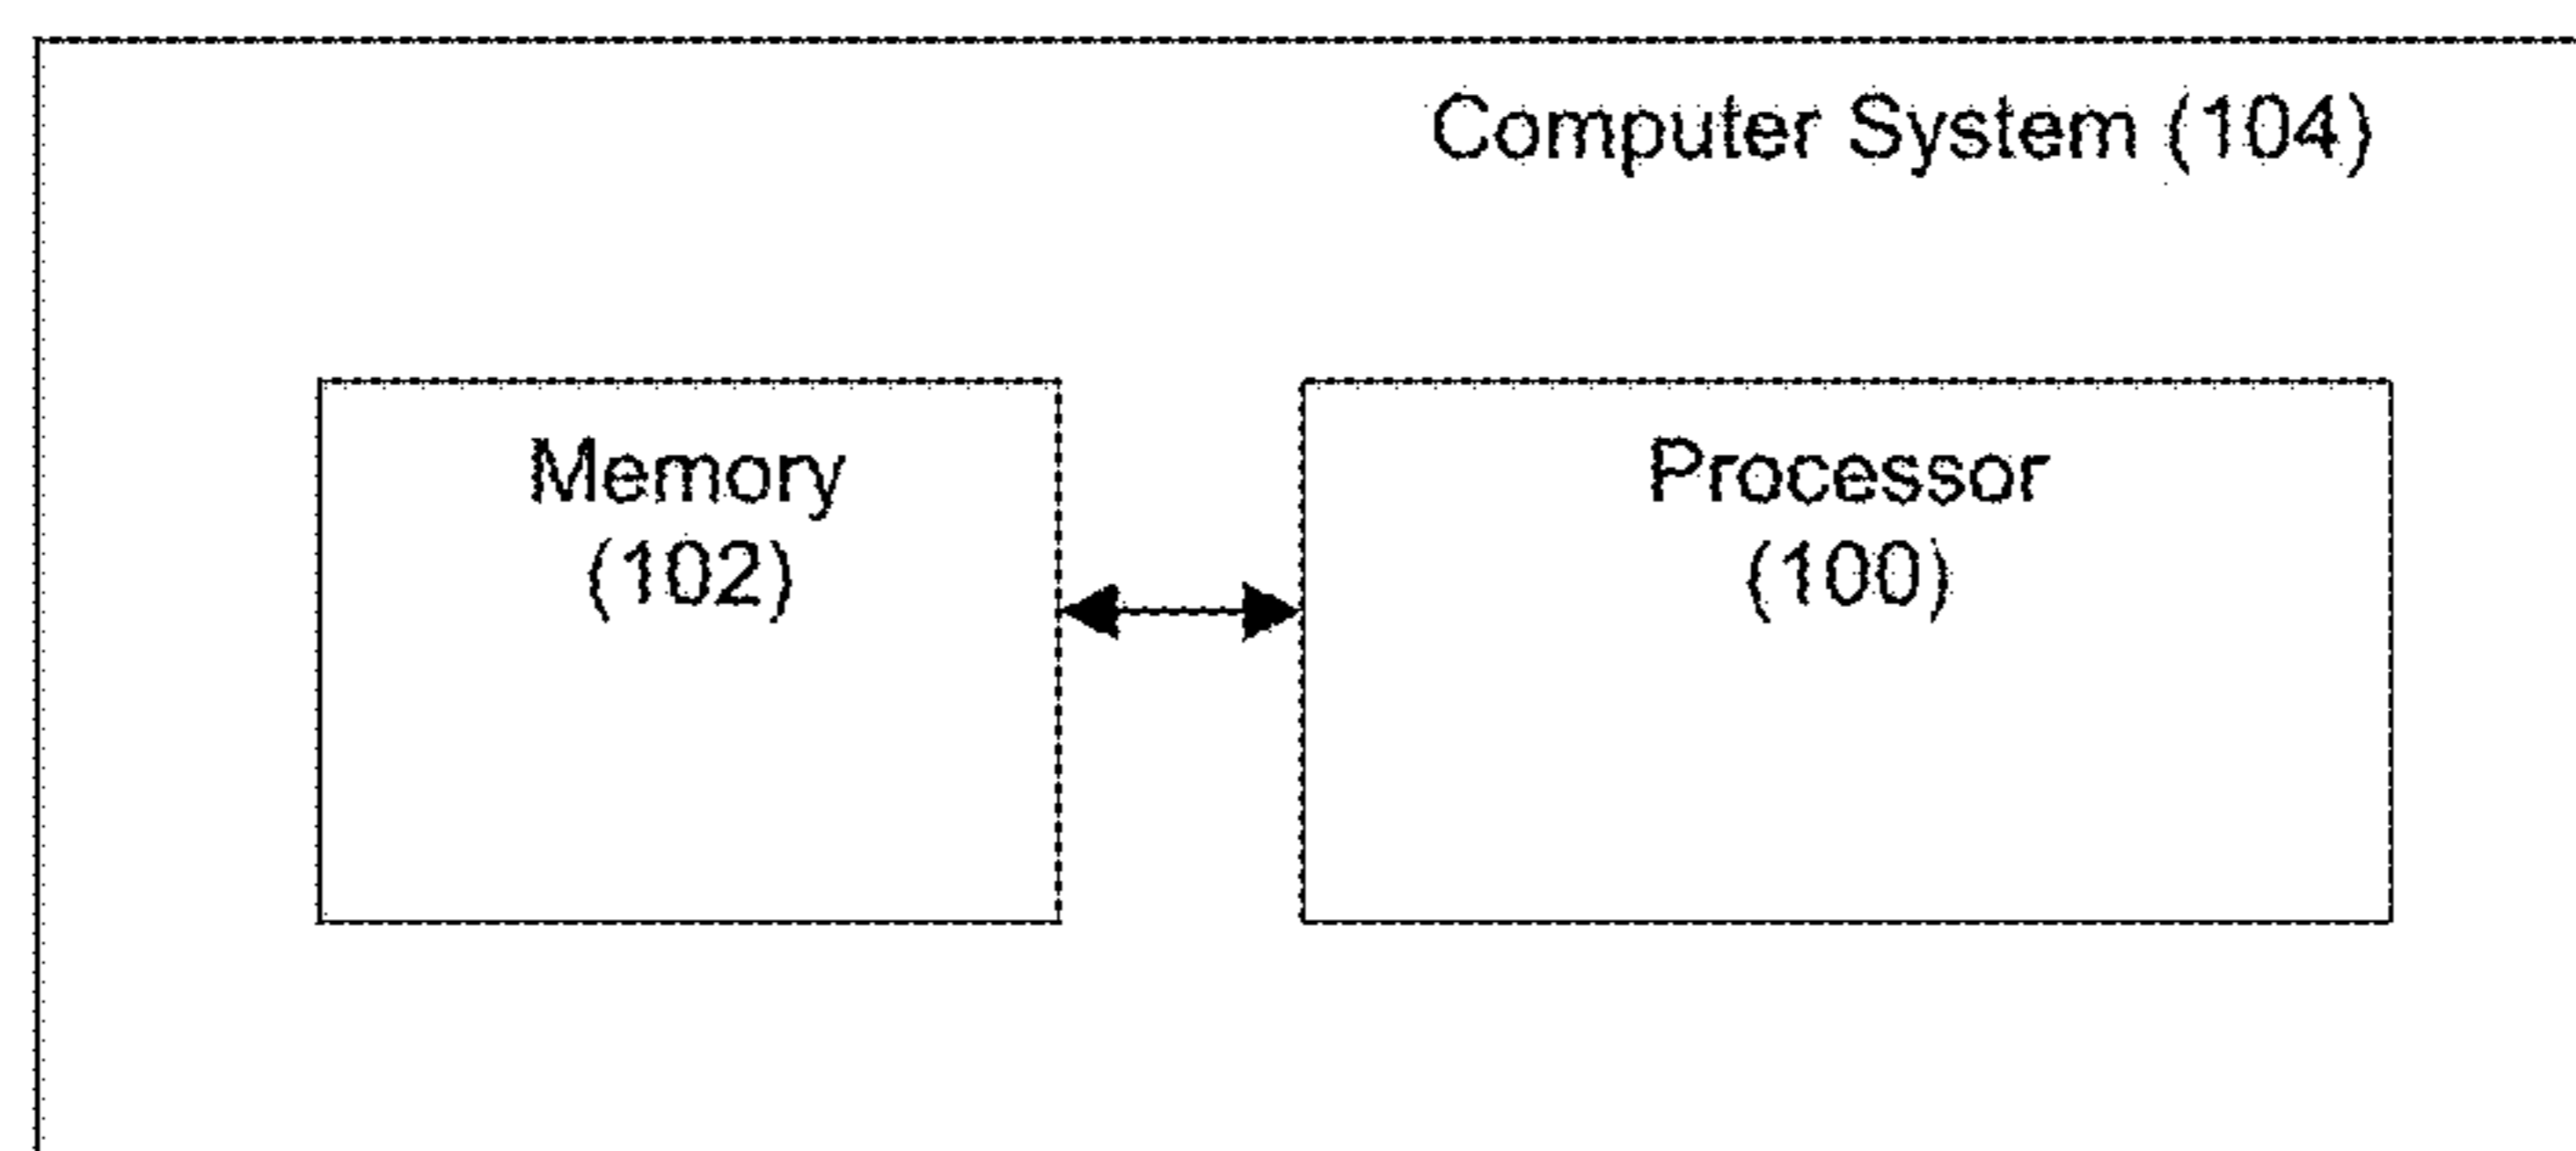 Computer System (104)
Memory
(102)
Processor
(100)